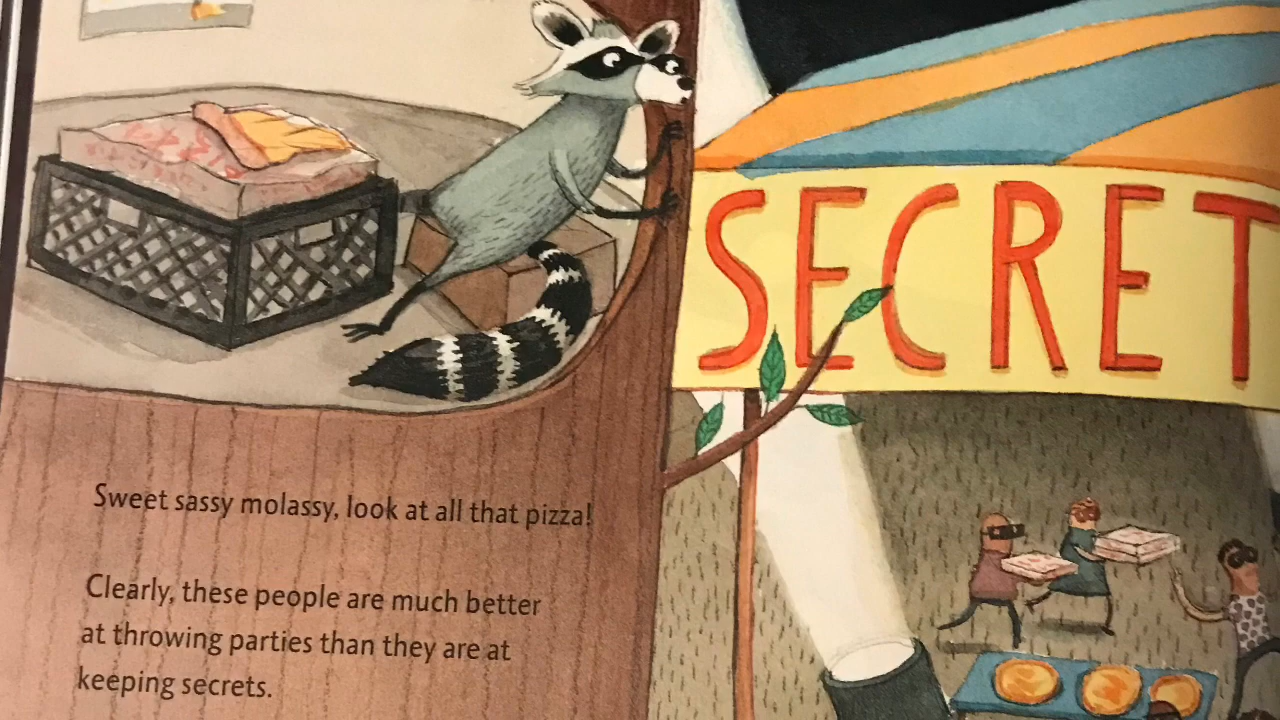 SECRET
Sweet sassy molassy, look at all that pizza!
Clearly, these people are much better
at throwing parties than they are at
keeping secrets.